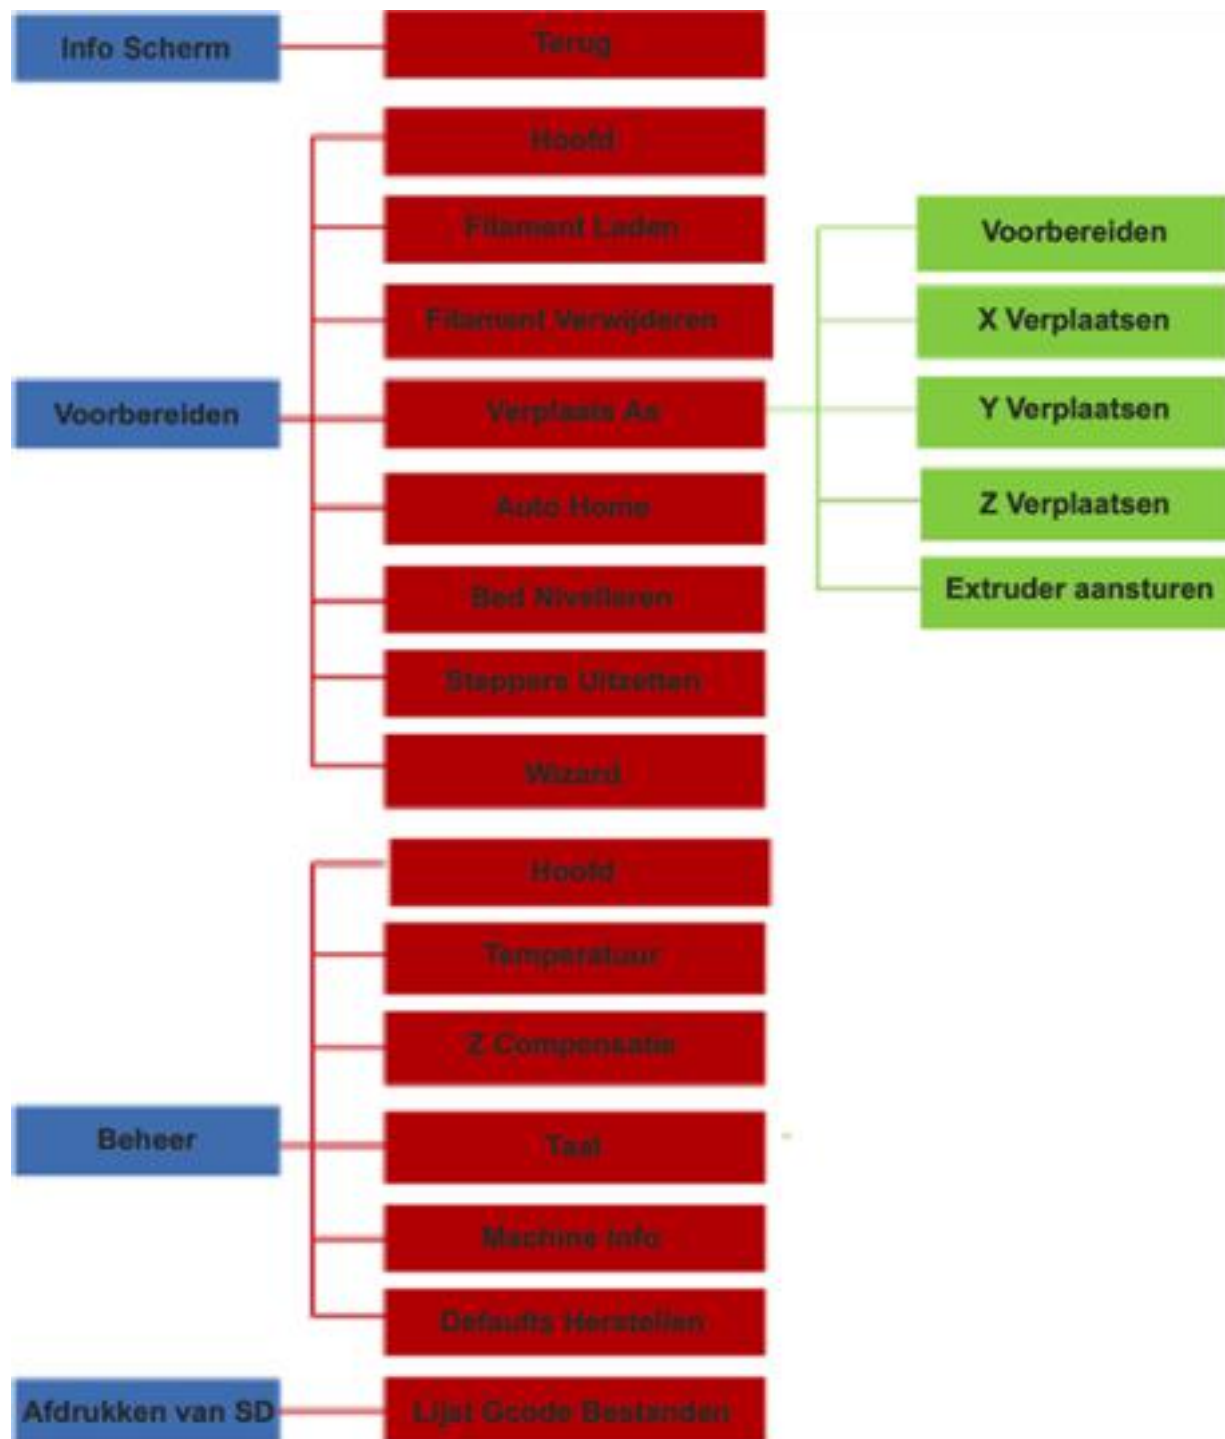 Info Scherm
Terug
Voorbereiden
Hoofd
Filament Laden
Filament Verwijderen
Verplaats As
Auto Home
Bed Nivelleren
Steppers Uitzetten
Wizard
Voorbereiden
X Verplaatsen
Y Verplaatsen
Z Verplaatsen
Extruder aansturen
Beheer
Hoofd
Temperatuur
Z Compensatie
Taal
Machine Info
Defaults Herstellen
Afdrukken van SD
Lijst Gcode Bestanden